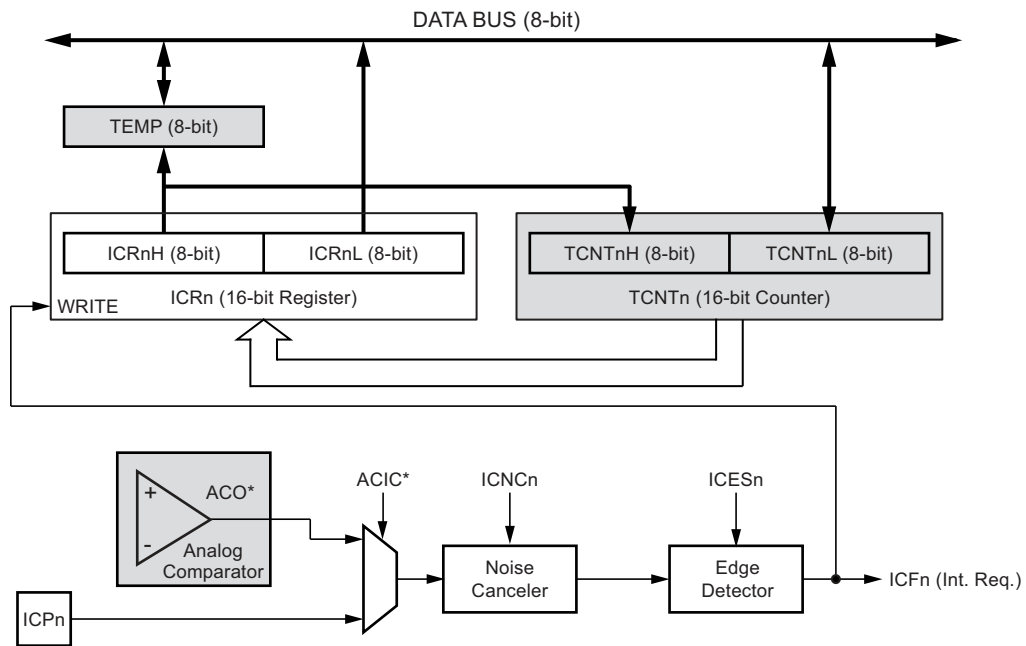 DATA BUS (8-bit)
TEMP (8-bit)
ICRnH (8-bit)
ICRnL (8-bit)
TCNTnH (8-bit)
TCNTnL (8-bit)
WRITE
ICRn (16-bit Register)
TCNTn (16-bit Counter)
+
ACO*
-
Analog
Comparator
ACIC*
ICNCn
ICESn
Noise
Canceler
Edge
Detector
ICFn (Int. Req.)
ICPn